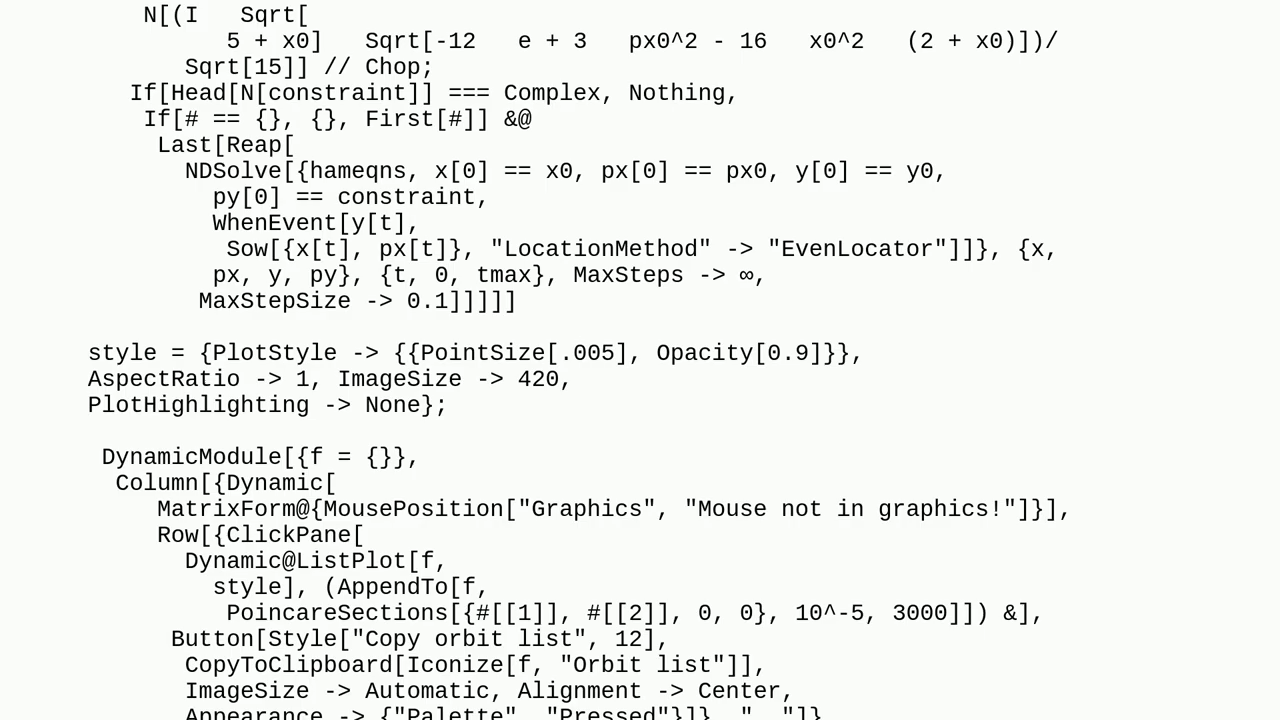 N[(I   Sqrt[
5 + x0]   Sqrt[-12   e + 3   px0^2 - 16   x0^2   (2 + x0)])/
Sqrt[15]] // Chop;
If[Head[N[constraint]] === Complex, Nothing,
If[# == {}, {}, First[#]] &@
Last[Reap[
NDSolve[{hameqns, x[0] == x0, px[0] == px0, y[0] == y0,
py[0] == constraint,
WhenEvent[y[t],
Sow[{x[t], px[t]}, "LocationMethod" -> "EvenLocator"]]}, {x,
px, y, py}, {t, 0, tmax}, MaxSteps -> ∞,
MaxStepSize -> 0.1]]]]]
style = {PlotStyle -> {{PointSize[.005], Opacity[0.9]}},
AspectRatio -> 1, ImageSize -> 420,
PlotHighlighting -> None};
DynamicModule[{f = {}},
Column[{Dynamic[
MatrixForm@{MousePosition["Graphics", "Mouse not in graphics!"]}],
Row[{ClickPane[
Dynamic@ListPlot[f,
style], (AppendTo[f,
PoincareSections[{#[[1]], #[[2]], 0, 0}, 10^-5, 3000]]) &],
Button[Style["Copy orbit list", 12],
CopyToClipboard[Iconize[f, "Orbit list"]],
ImageSize -> Automatic, Alignment -> Center,
Appearance -> {"Palette", "Pressed"}]}, "  "]}